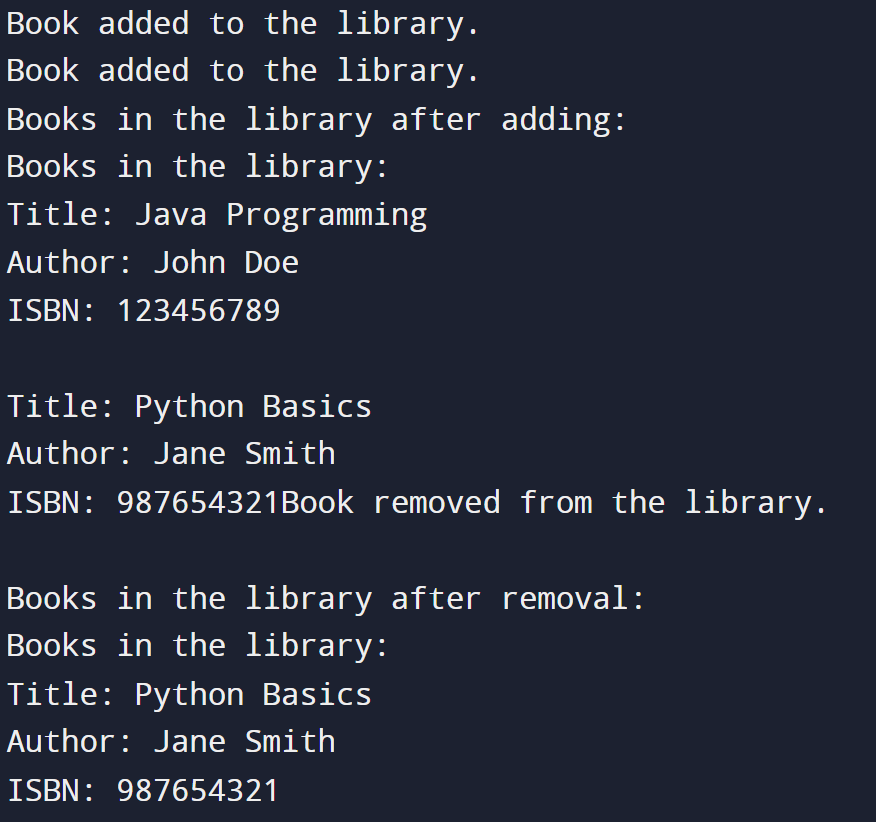 Book added to the library.
Book added to the library.
Books in the library after adding:
Books in the library:
Title: Java Programming
Author: John Doe
ISBN: 123456789
Title: Python Basics
Author: Jane Smith
ISBN: 987654321Book removed from the library.
Books in the library after removal:
Books in the library:
Title: Python Basics
Author: Jane Smith
ISBN: 987654321